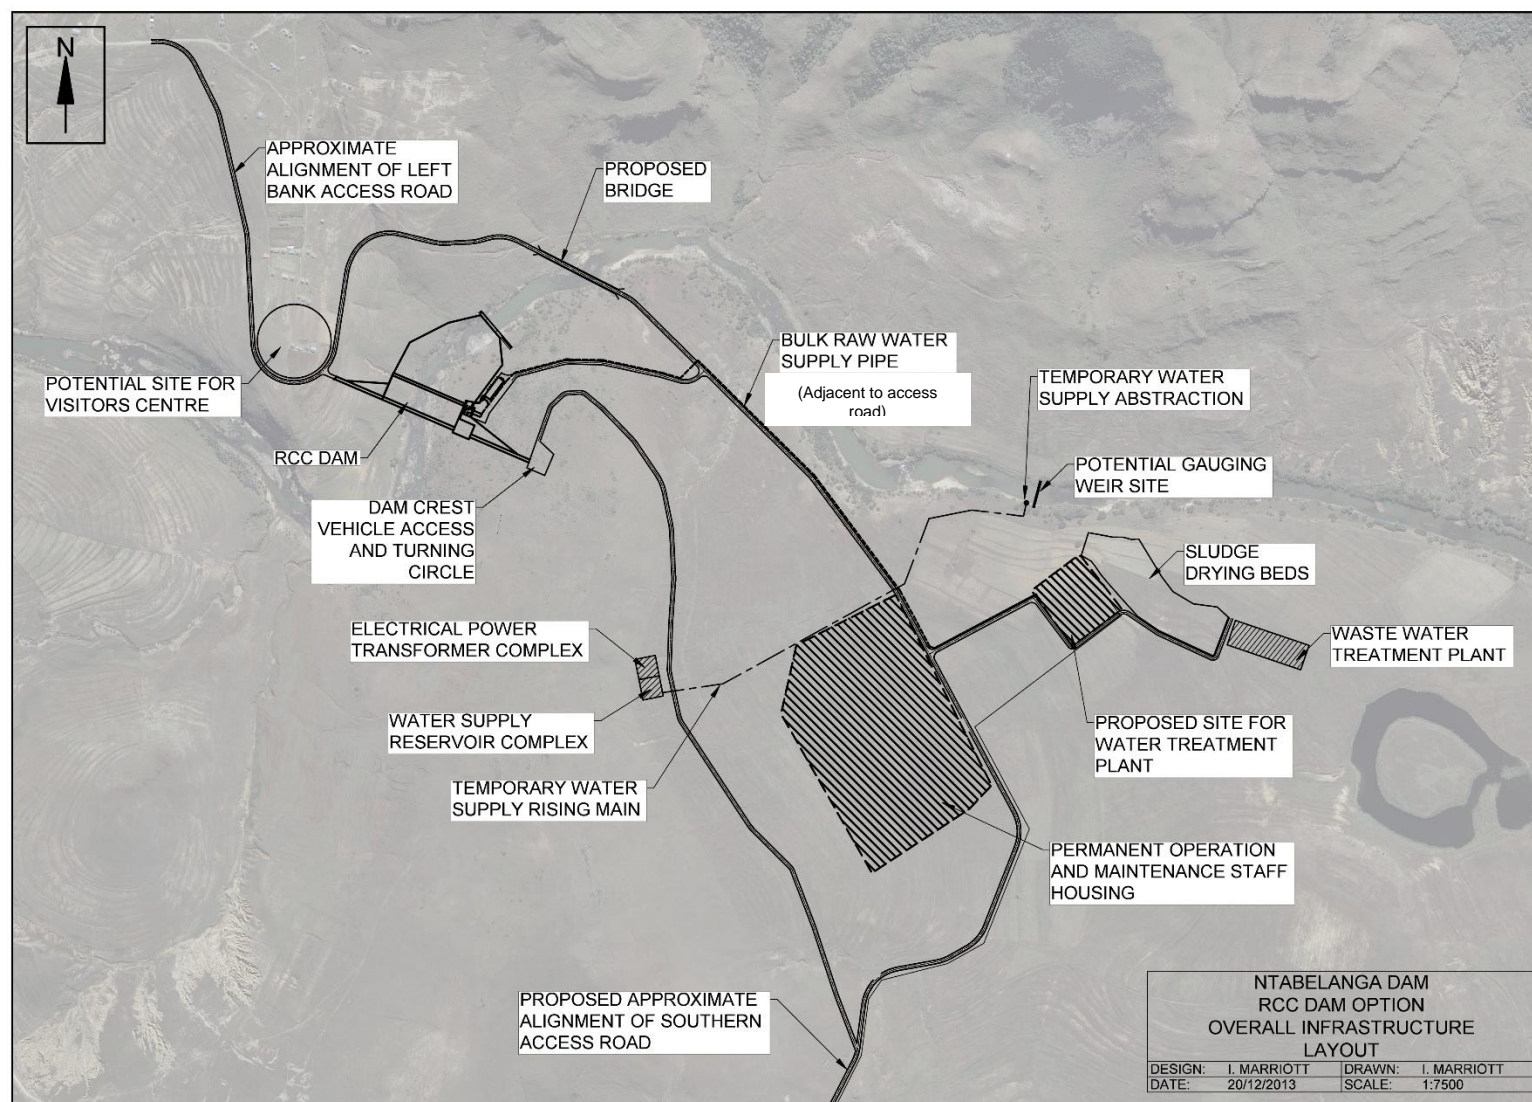 N
APPROXIMATE
ALIGNMENT OF LEFT
BANK ACCESS ROAD
PROPOSED
BRIDGE
BULK RAW WATER
SUPPLY PIPE
(Adjacent to access
road)
TEMPORARY WATER
SUPPLY ABSTRACTION
POTENTIAL SITE FOR
VISITORS CENTRE
RCC DAM
POTENTIAL GAUGING
WEIR SITE
DAM CREST
VEHICLE ACCESS
AND TURNING
CIRCLE
SLUDGE
DRYING BEDS
ELECTRICAL POWER
TRANSFORMER COMPLEX
WASTE WATER
TREATMENT PLANT
WATER SUPPLY
RESERVOIR COMPLEX
PROPOSED SITE FOR
WATER TREATMENT
PLANT
TEMPORARY WATER
SUPPLY RISING MAIN
PERMANENT OPERATION
AND MAINTENANCE STAFF
HOUSING
PROPOSED APPROXIMATE
ALIGNMENT OF SOUTHERN
ACCESS ROAD
NTABELANGA DAM
RCC DAM OPTION
OVERALL INFRASTRUCTURE
LAYOUT
DESIGN: I. MARRIOTT DRAWN: I. MARRIOTT
DATE: 20/12/2013 SCALE: 1:7500